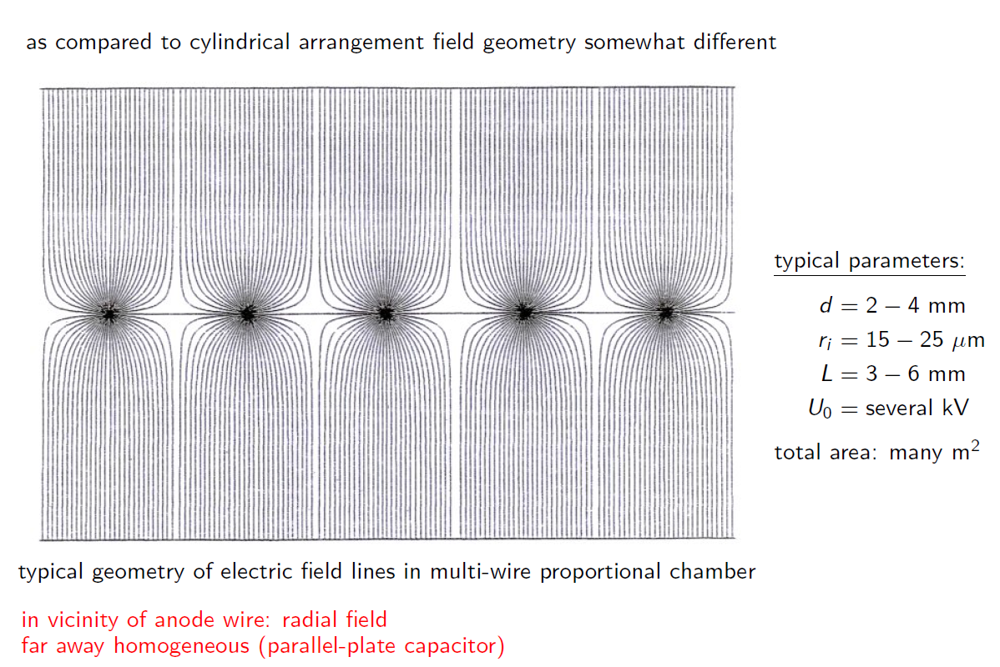 as compared to cylindrical arrangement field geometry somewhat different
typical parameters:
d = 2 – 4 mm
rᵢ = 15 – 25 μm
L = 3 – 6 mm
U₀ = several kV
total area: many m²
typical geometry of electric field lines in multi-wire proportional chamber
in vicinity of anode wire: radial field
far away homogeneous (parallel-plate capacitor)